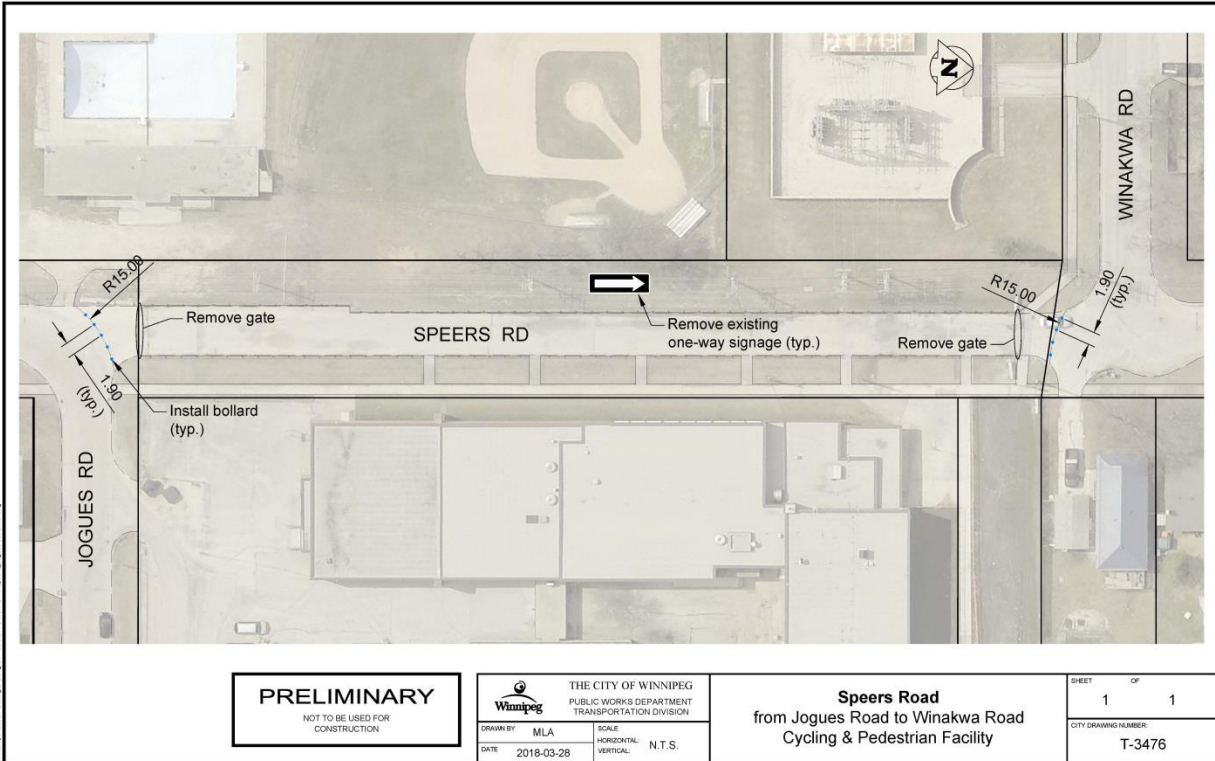 N
WINAKWA RD
R15.00
Remove gate
SPEERS RD
Remove existing
one-way signage (typ.)
Remove gate
R15.00
1.90
(typ.)
1.90
(typ.)
Install bollard
(typ.)
JOGUES RD
PRELIMINARY
NOT TO BE USED FOR
CONSTRUCTION
Winnipeg
THE CITY OF WINNIPEG
PUBLIC WORKS DEPARTMENT
TRANSPORTATION DIVISION
DRAWN BY MLA
DATE 2018-03-28
SCALE
HORIZONTAL:
VERTICAL: N.T.S.
Speers Road
from Jogues Road to Winakwa Road
Cycling & Pedestrian Facility
SHEET 1 OF 1
CITY DRAWING NUMBER:
T-3476